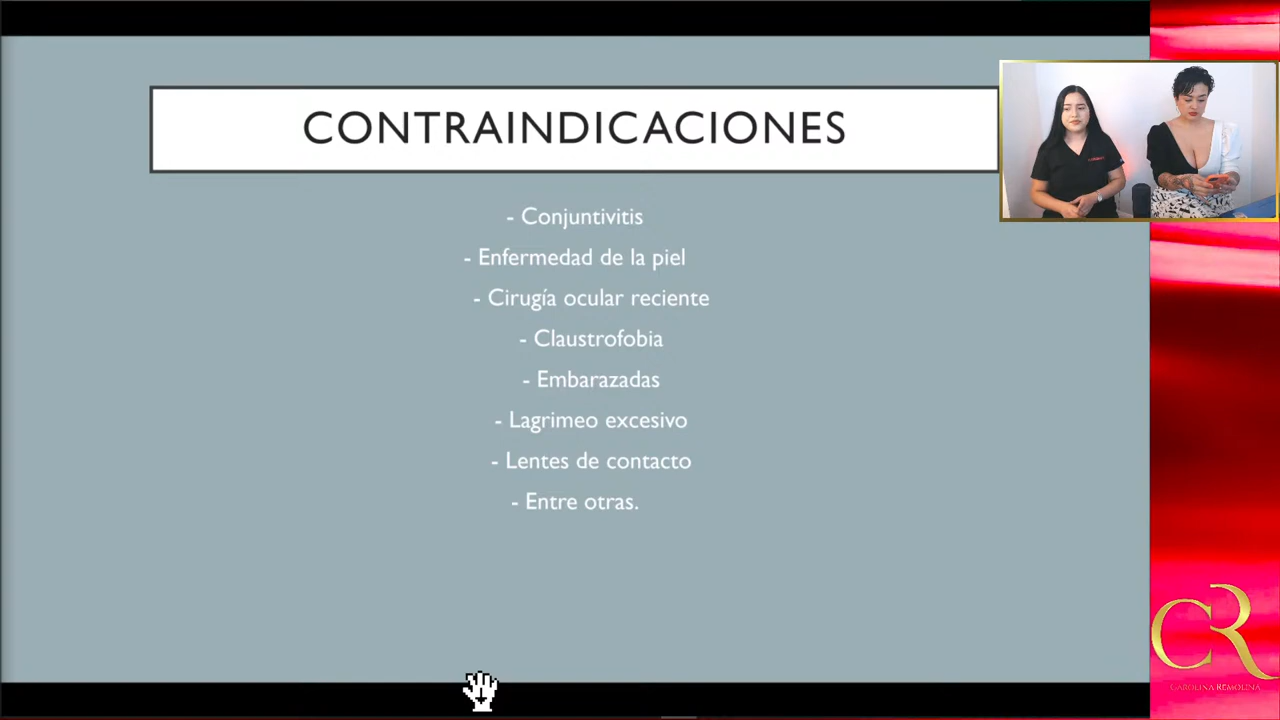 CONTRAINDICACIONES
- Conjuntivitis
- Enfermedad de la piel
- Cirugía ocular reciente
- Claustrofobia
- Embarazadas
- Lagrimeo excesivo
- Lentes de contacto
- Entre otras.
CR
CAROLINA REMOLINA